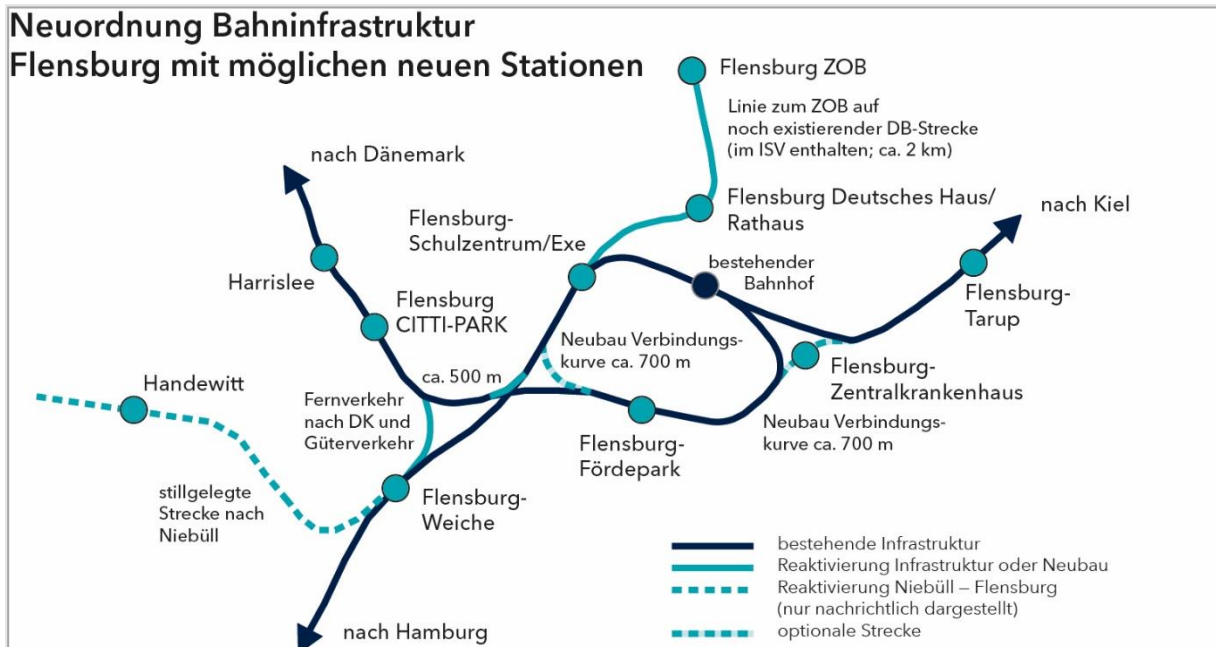 Neuordnung Bahninfrastruktur
Flensburg mit möglichen neuen Stationen
Flensburg ZOB
Linie zum ZOB auf
noch existierender DB-Strecke
(im ISV enthalten; ca. 2 km)
nach Dänemark
Flensburg-
Schulzentrum/Exe
Flensburg Deutsches Haus/
Rathaus
nach Kiel
bestehender
Bahnhof
Harrislee
Flensburg
CITTI-PARK
Flensburg-
Tarup
Neubau Verbindungs-
kurve ca. 700 m
Handewitt
ca. 500 m
Flensburg-
Zentralkrankenhaus
Fernverkehr
nach DK und
Güterverkehr
Neubau Verbindungs-
kurve ca. 700 m
Flensburg-
Fördepark
stillgelegte
Strecke nach
Niebüll
Flensburg-
Weiche
nach Hamburg
bestehende Infrastruktur
Reaktivierung Infrastruktur oder Neubau
Reaktivierung Niebüll – Flensburg
(nur nachrichtlich dargestellt)
optionale Strecke